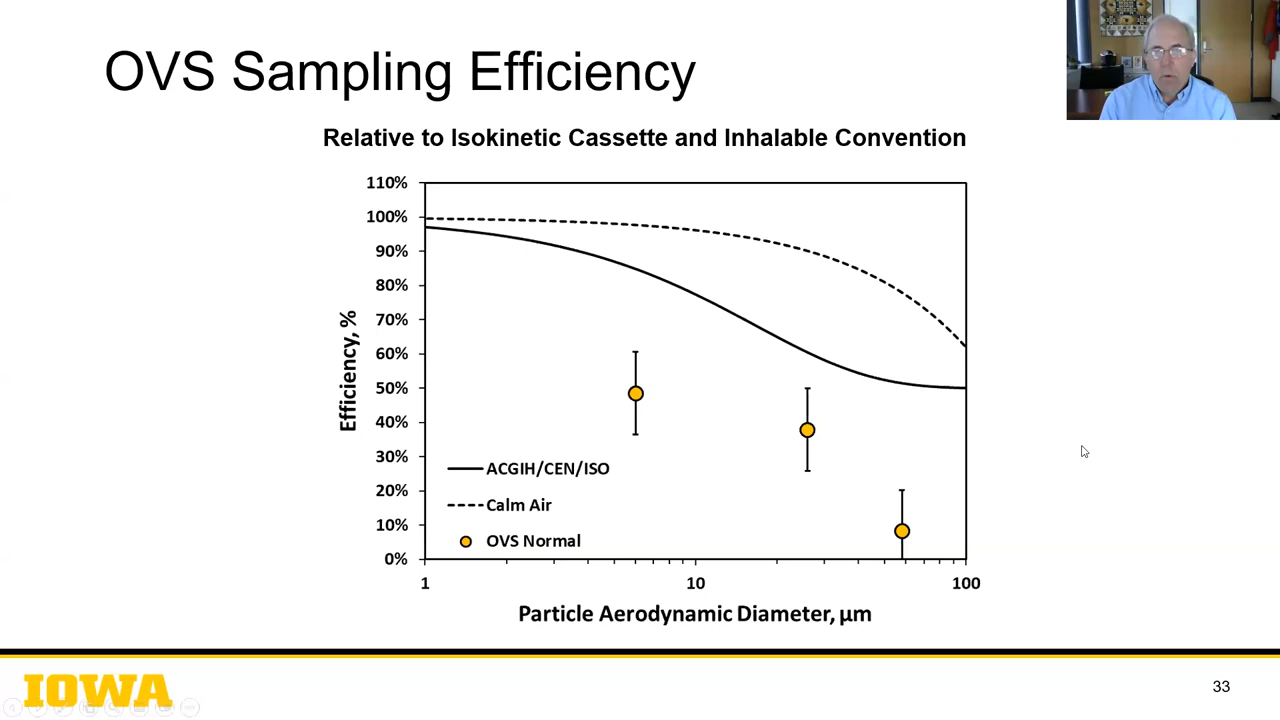 OVS Sampling Efficiency
Relative to Isokinetic Cassette and Inhalable Convention
110%
100%
90%
80%
70%
60%
50%
40%
30%
20%
10%
0%
Efficiency, %
ACGIH/CEN/ISO
Calm Air
OVS Normal
1
10
100
Particle Aerodynamic Diameter, µm
IOWA
33